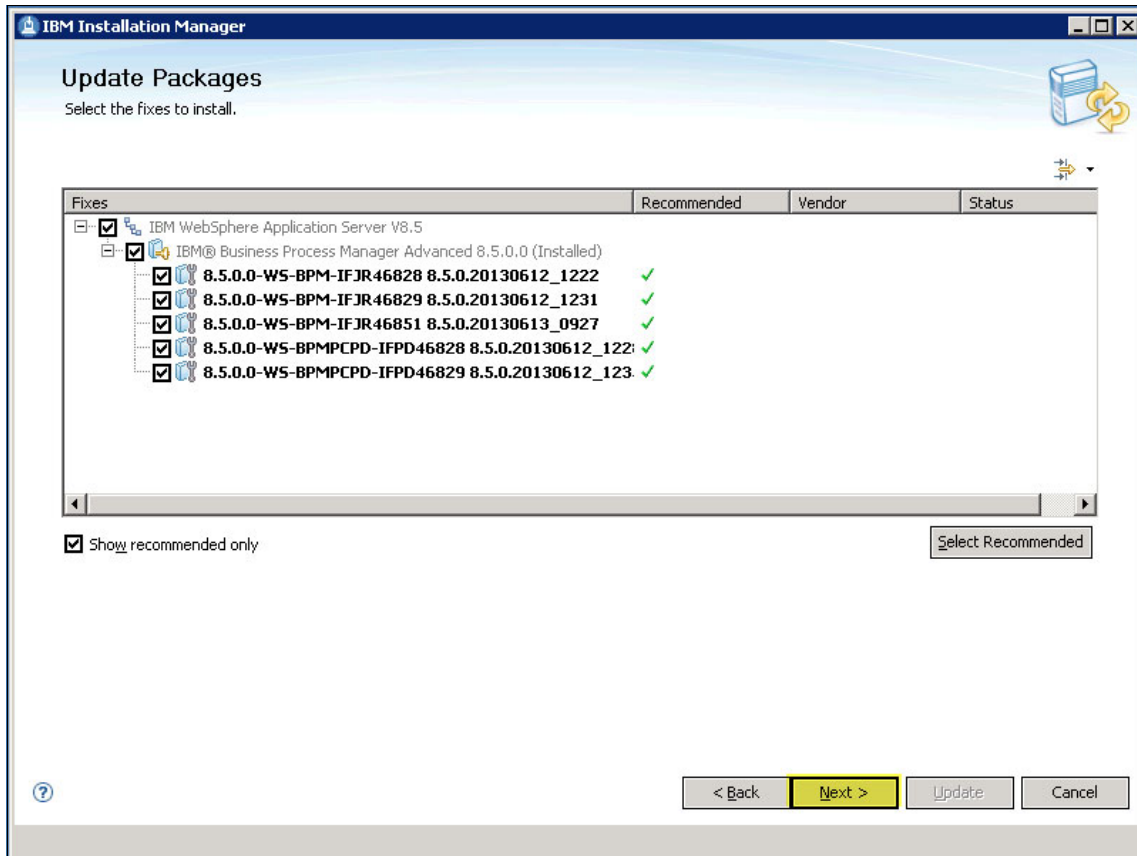 IBM Installation Manager
Update Packages
Select the fixes to install.
Fixes Recommended Vendor Status
IBM WebSphere Application Server V8.5
IBM® Business Process Manager Advanced 8.5.0.0 (Installed)
8.5.0.0-WS-BPM-IFJR46828 8.5.0.20130612_1222
8.5.0.0-WS-BPM-IFJR46829 8.5.0.20130612_1231
8.5.0.0-WS-BPM-IFJR46851 8.5.0.20130613_0927
8.5.0.0-WS-BPMPCPD-IFPD46828 8.5.0.20130612_122
8.5.0.0-WS-BPMPCPD-IFPD46829 8.5.0.20130612_123
Show recommended only
Select Recommended
< Back Next > Update Cancel